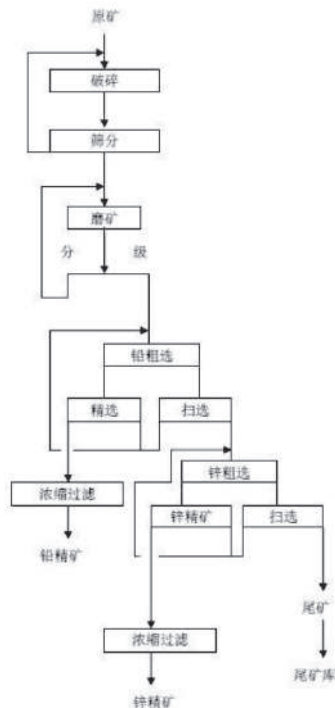 原矿
破碎
筛分
磨矿
分 级
铅粗选
精选 扫选
锌粗选
浓缩过滤
锌精矿 扫选
铅精矿
尾矿
浓缩过滤
尾矿库
锌精矿